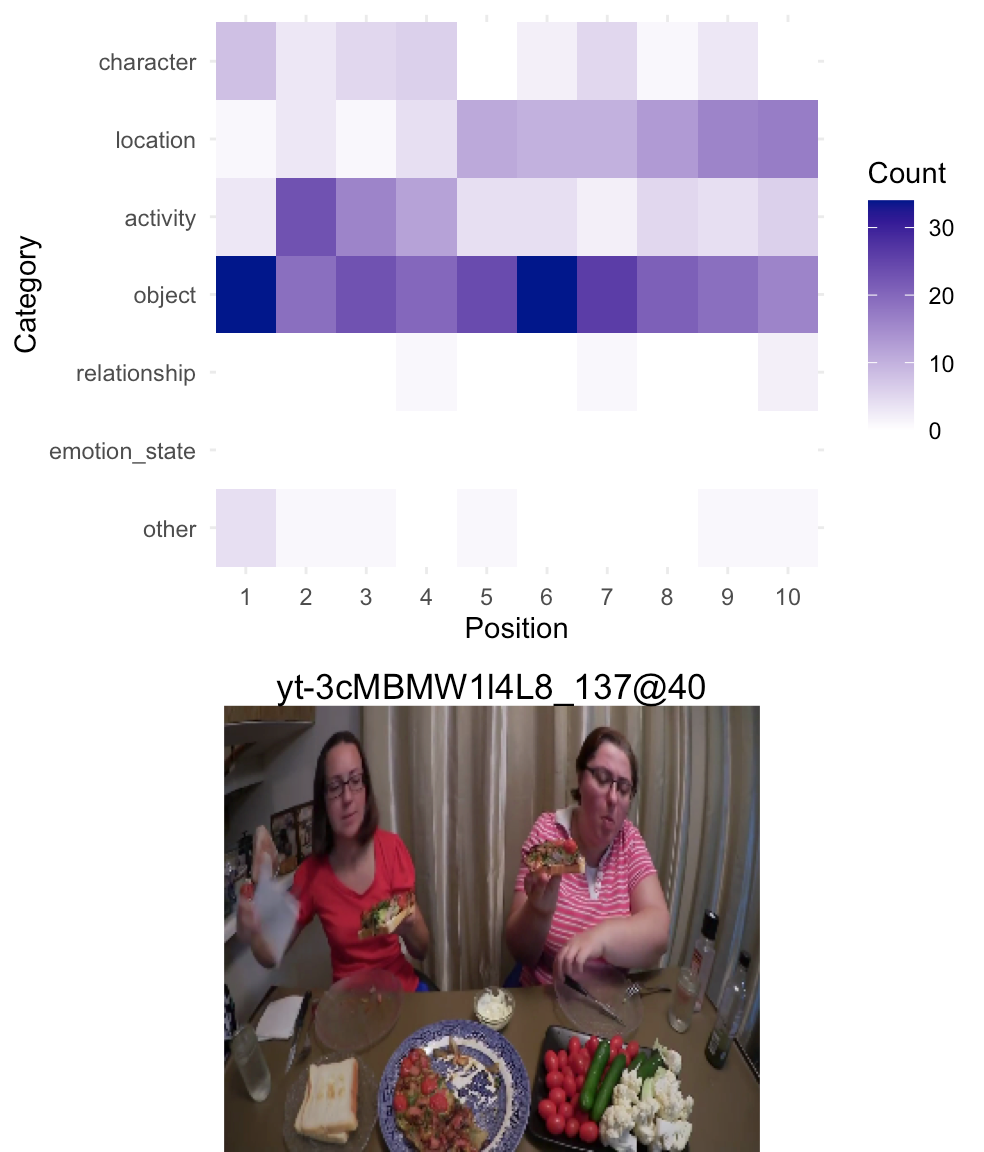 character
location
activity
object
relationship
emotion_state
other
Category
1 2 3 4 5 6 7 8 9 10
Position
Count
30
20
10
0
yt-3cMBMW1I4L8_137@40